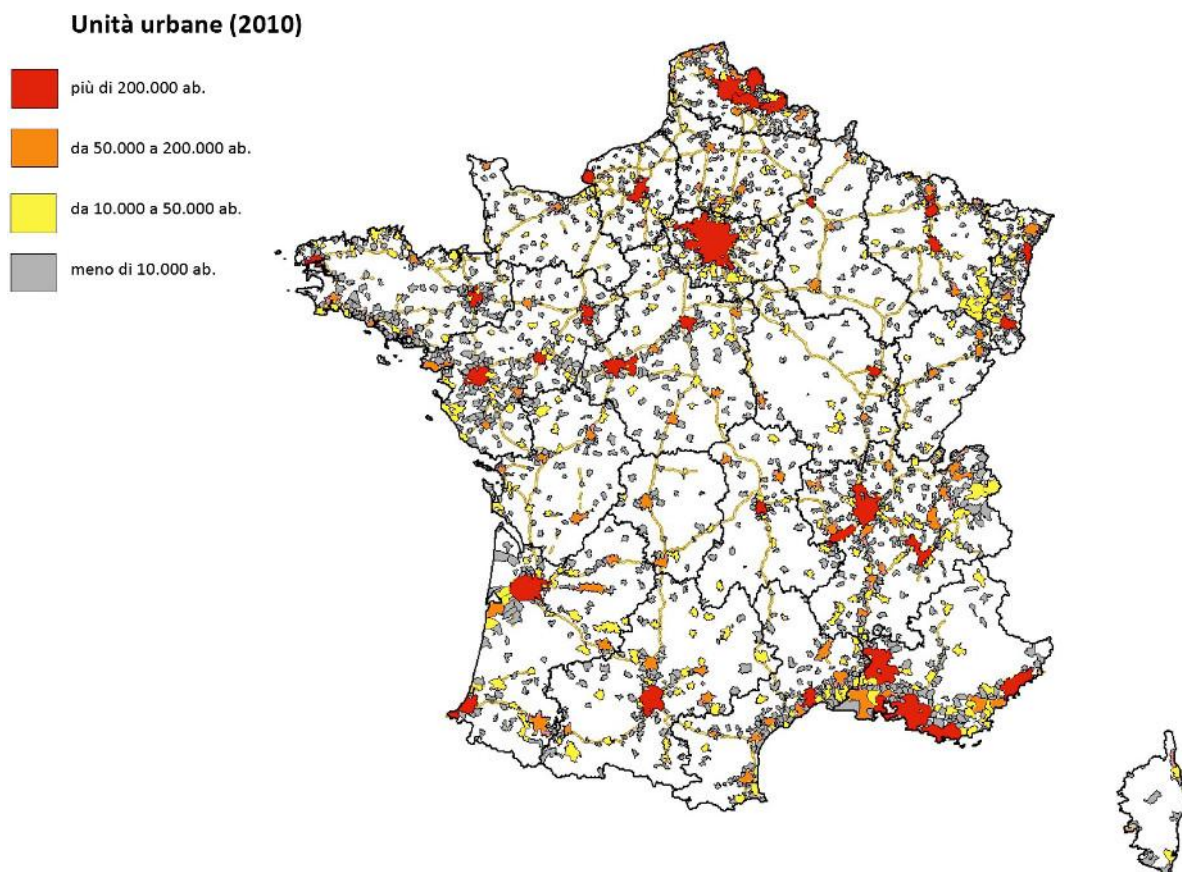 Unità urbane (2010)
più di 200.000 ab.
da 50.000 a 200.000 ab.
da 10.000 a 50.000 ab.
meno di 10.000 ab.